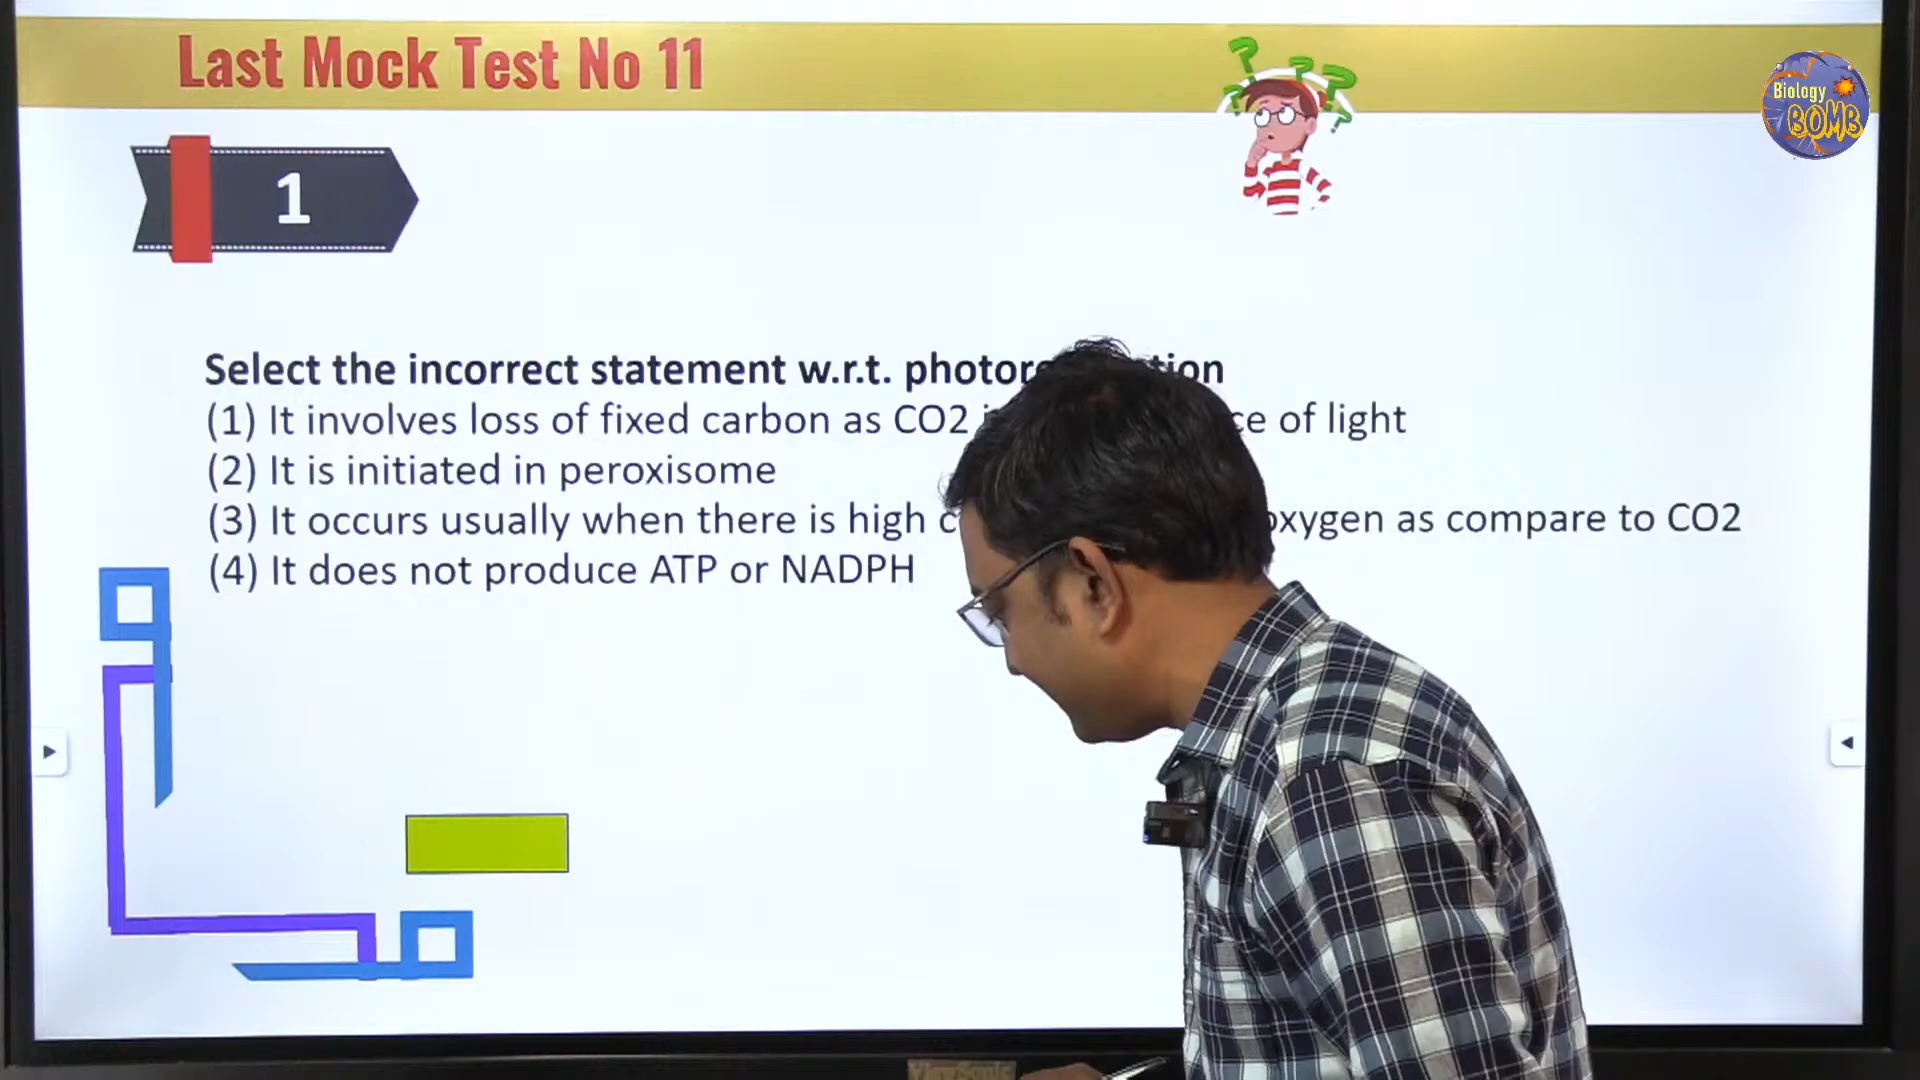 Last Mock Test No 11
Biology
BOMB
1
Select the incorrect statement w.r.t.
(1) It involves loss of fixed carbon as CO2 of light
(2) It is initiated in peroxisome
(3) It occurs usually when there is high oxygen as compare to CO2
(4) It does not produce ATP or NADPH
ViewSonic